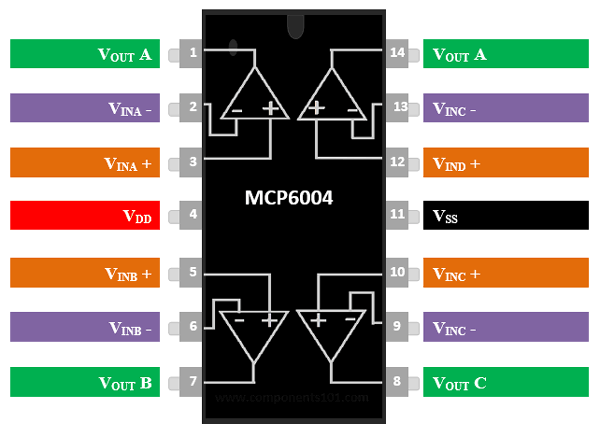 VOUT A 1 14 VOUT A
VINA - 2 - + + - 13 VINC -
VINA + 3 12 VIND +
MCP6004
VDD 4 11 VSS
VINB + 5 10 VINC +
VINB - 6 - + + - 9 VINC -
VOUT B 7 8 VOUT C
www.components101.com